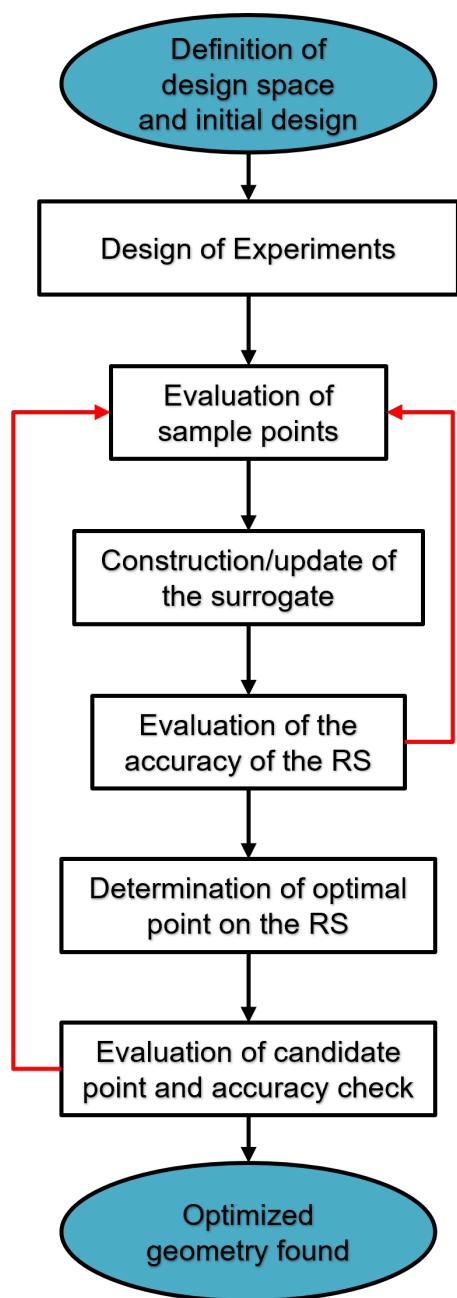 Definition of
design space
and initial design
Design of Experiments
Evaluation of
sample points
Construction/update of
the surrogate
Evaluation of the
accuracy of the RS
Determination of optimal
point on the RS
Evaluation of candidate
point and accuracy check
Optimized
geometry found